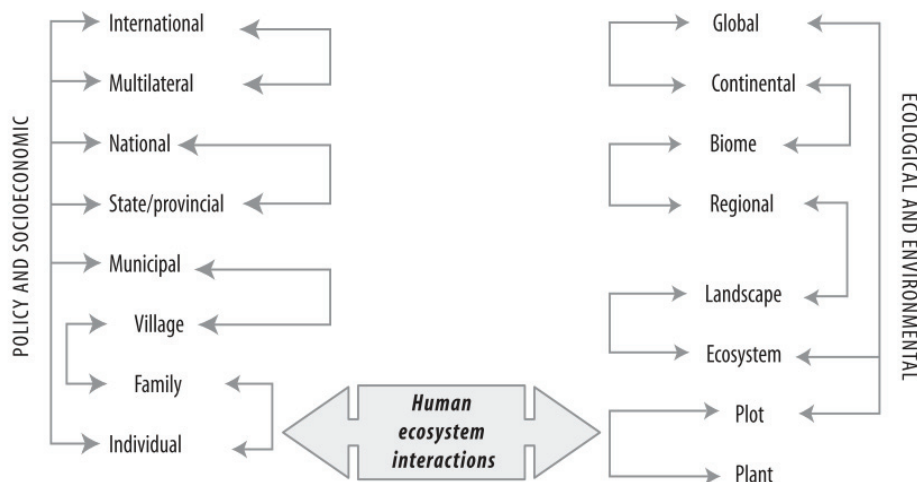 POLICY AND SOCIOECONOMIC
International
Multilateral
National
State/provincial
Municipal
Village
Family
Individual
Human
ecosystem
interactions
Global
Continental
Biome
Regional
Landscape
Ecosystem
Plot
Plant
ECOLOGICAL AND ENVIRONMENTAL